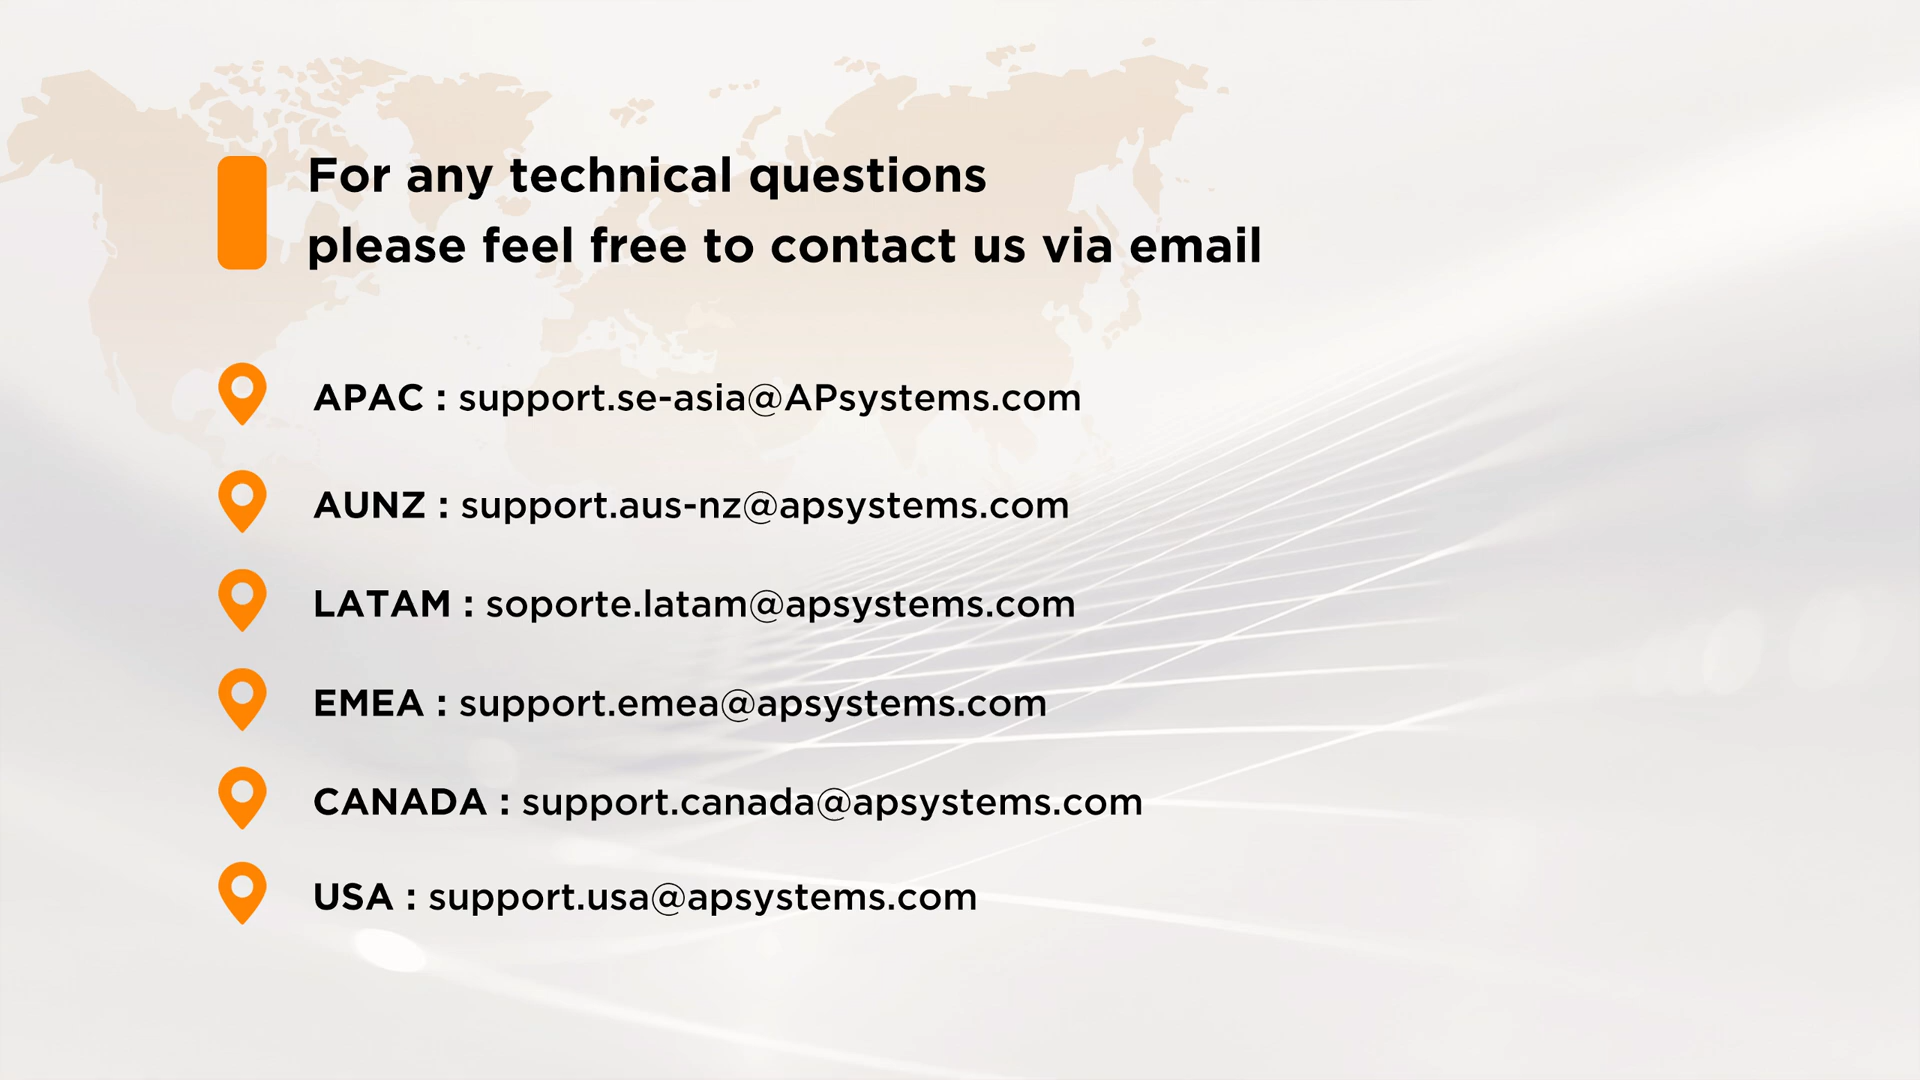 For any technical questions
please feel free to contact us via email
APAC : support.se-asia@APsystems.com
AUNZ : support.aus-nz@apsystems.com
LATAM : soporte.latam@apsystems.com
EMEA : support.emea@apsystems.com
CANADA : support.canada@apsystems.com
USA : support.usa@apsystems.com